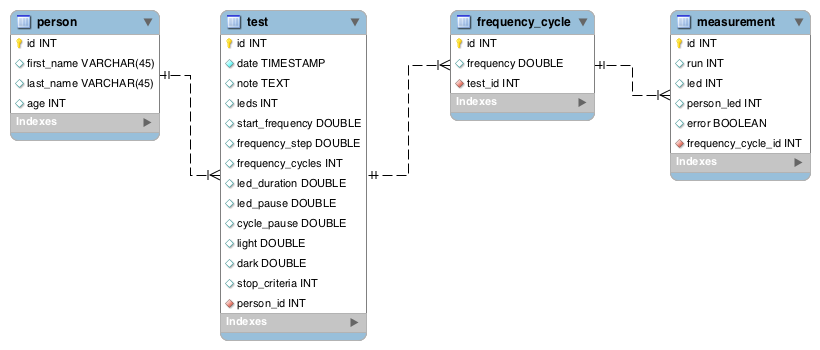 person
id INT
first_name VARCHAR(45)
last_name VARCHAR(45)
age INT
Indexes
test
id INT
date TIMESTAMP
note TEXT
leds INT
start_frequency DOUBLE
frequency_step DOUBLE
frequency_cycles INT
led_duration DOUBLE
led_pause DOUBLE
cycle_pause DOUBLE
light DOUBLE
dark DOUBLE
stop_criteria INT
person_id INT
Indexes
frequency_cycle
id INT
frequency DOUBLE
test_id INT
Indexes
measurement
id INT
run INT
led INT
person_led INT
error BOOLEAN
frequency_cycle_id INT
Indexes